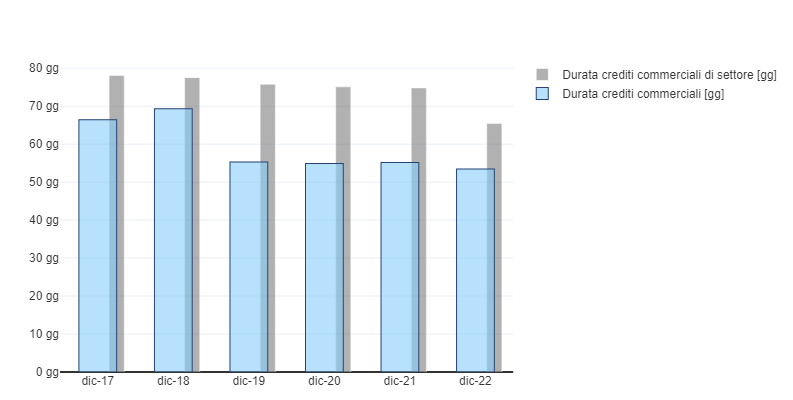 80 gg
70 gg
60 gg
50 gg
40 gg
30 gg
20 gg
10 gg
0 gg
dic-17 dic-18 dic-19 dic-20 dic-21 dic-22
Durata crediti commerciali di settore [gg]
Durata crediti commerciali [gg]